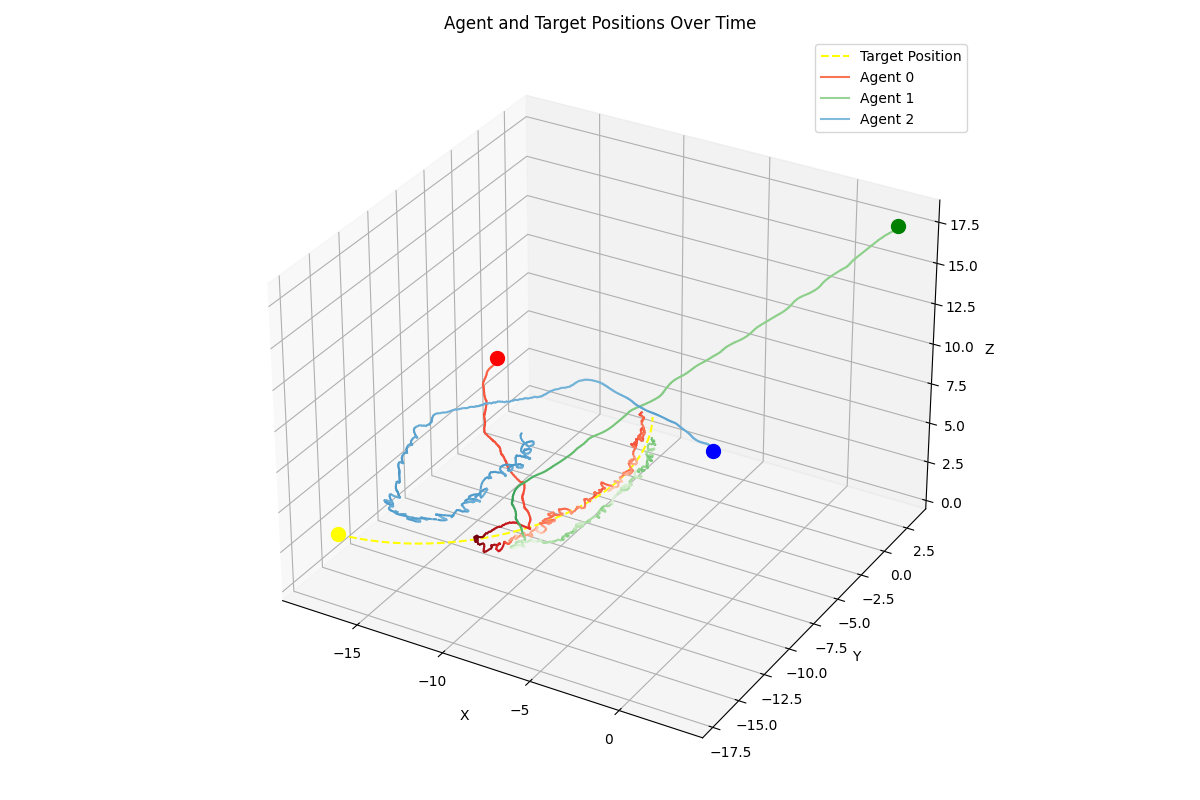 Agent and Target Positions Over Time
Target Position
Agent 0
Agent 1
Agent 2
17.5
15.0
12.5
10.0
Z
7.5
5.0
2.5
0.0
2.5
0.0
−2.5
−5.0
−7.5
Y
−10.0
−12.5
−15.0
−17.5
−15
−10
−5
0
X